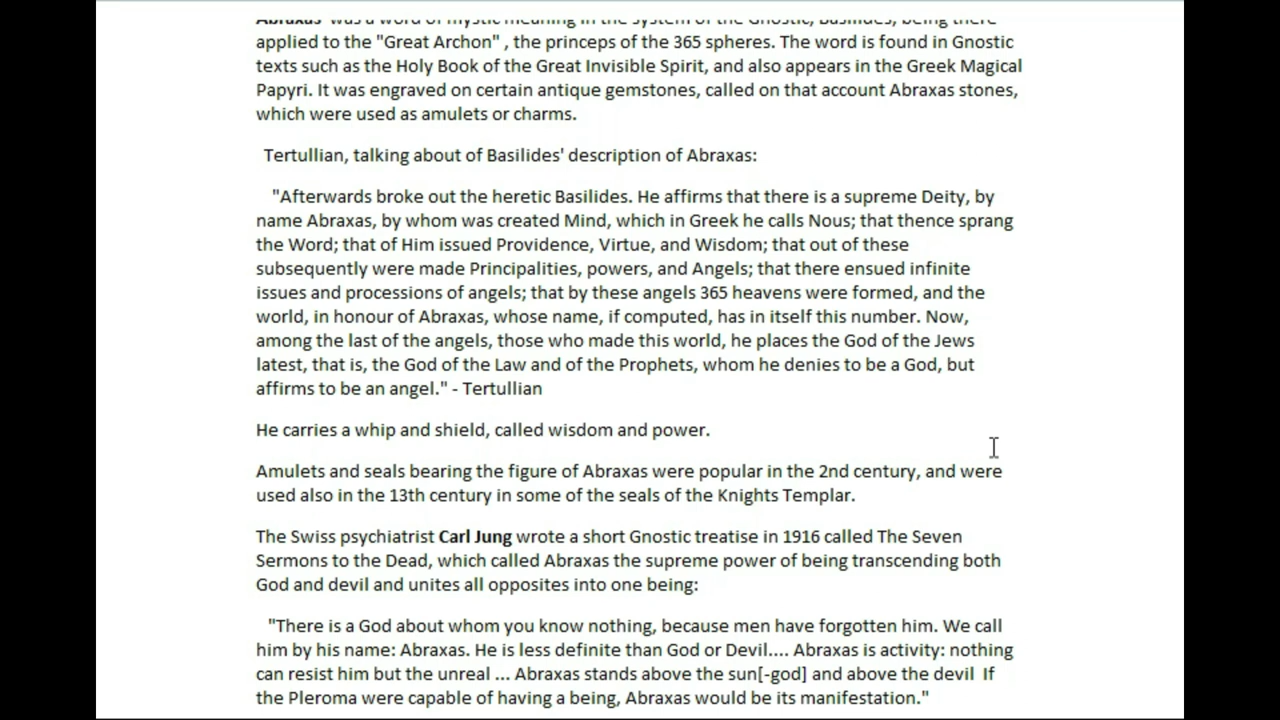 Abraxas was a word of mystic meaning in the system of the Gnostic, Basilides, being there
applied to the "Great Archon" , the princeps of the 365 spheres. The word is found in Gnostic
texts such as the Holy Book of the Great Invisible Spirit, and also appears in the Greek Magical
Papyri. It was engraved on certain antique gemstones, called on that account Abraxas stones,
which were used as amulets or charms.
Tertullian, talking about of Basilides' description of Abraxas:
"Afterwards broke out the heretic Basilides. He affirms that there is a supreme Deity, by
name Abraxas, by whom was created Mind, which in Greek he calls Nous; that thence sprang
the Word; that of Him issued Providence, Virtue, and Wisdom; that out of these
subsequently were made Principalities, powers, and Angels; that there ensued infinite
issues and processions of angels; that by these angels 365 heavens were formed, and the
world, in honour of Abraxas, whose name, if computed, has in itself this number. Now,
among the last of the angels, those who made this world, he places the God of the Jews
latest, that is, the God of the Law and of the Prophets, whom he denies to be a God, but
affirms to be an angel." - Tertullian
He carries a whip and shield, called wisdom and power.
Amulets and seals bearing the figure of Abraxas were popular in the 2nd century, and were
used also in the 13th century in some of the seals of the Knights Templar.
The Swiss psychiatrist Carl Jung wrote a short Gnostic treatise in 1916 called The Seven
Sermons to the Dead, which called Abraxas the supreme power of being transcending both
God and devil and unites all opposites into one being:
"There is a God about whom you know nothing, because men have forgotten him. We call
him by his name: Abraxas. He is less definite than God or Devil.... Abraxas is activity: nothing
can resist him but the unreal ... Abraxas stands above the sun[-god] and above the devil  If
the Pleroma were capable of having a being, Abraxas would be its manifestation."